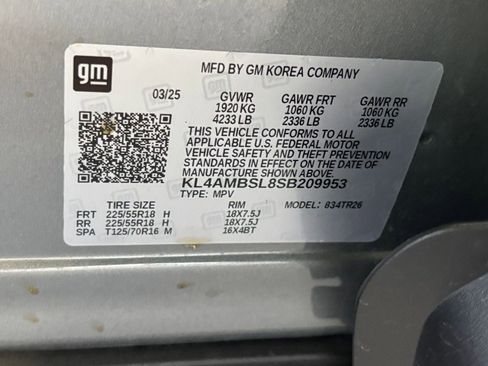 gm
MFD BY GM KOREA COMPANY
03/25 GVWR GAWR FRT GAWR RR
1920 KG 1060 KG 1060 KG
4233 LB 2336 LB 2336 LB
THIS VEHICLE CONFORMS TO ALL
APPLICABLE U.S. FEDERAL MOTOR
VEHICLE SAFETY AND THEFT PREVENTION
STANDARDS IN EFFECT ON THE DATE OF
MANUFACTURE SHOWN ABOVE.
KL4AMBSL8SB209953
TYPE: MPV MODEL: 834TR26
TIRE SIZE RIM
FRT 225/55R18 H 18X7.5J
RR 225/55R18 H 18X7.5J
SPA T125/70R16 M 16X4BT